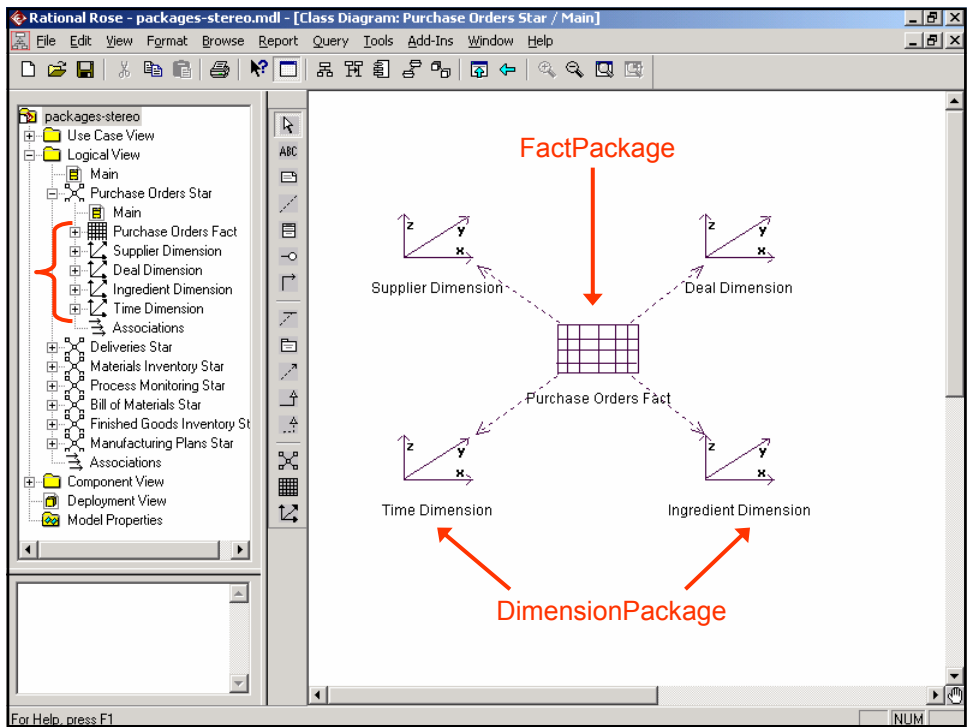 Rational Rose - packages-stereo.mdl - [Class Diagram: Purchase Orders Star / Main]
File Edit View Format Browse Report Query Tools Add-Ins Window Help
packages-stereo
Use Case View
Logical View
Main
Purchase Orders Star
Main
Purchase Orders Fact
Supplier Dimension
Deal Dimension
Ingredient Dimension
Time Dimension
Associations
Deliveries Star
Materials Inventory Star
Process Monitoring Star
Bill of Materials Star
Finished Goods Inventory St
Manufacturing Plans Star
Associations
Component View
Deployment View
Model Properties
ABC
FactPackage
z y x
Supplier Dimension
z y x
Deal Dimension
Purchase Orders Fact
z y x
Time Dimension
z y x
Ingredient Dimension
DimensionPackage
For Help, press F1
NUM